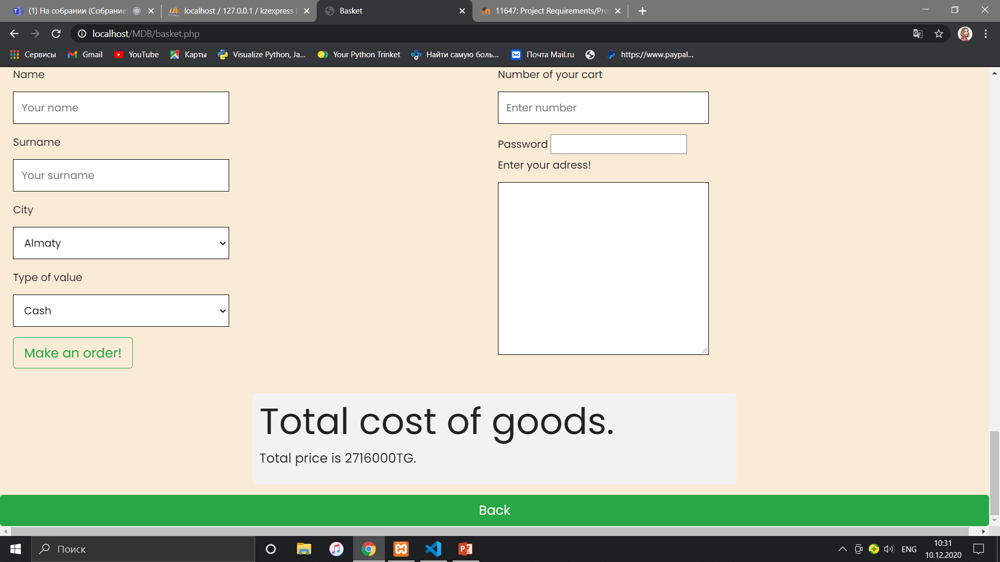 (1) На собрании (Собрание)
localhost / 127.0.0.1 / kzexpress |
Basket
11647: Project Requirements/Pro
localhost/MDB/basket.php
Сервисы
Gmail
YouTube
Карты
Visualize Python, Ja...
Your Python Trinket
Найти самую боль...
Почта Mail.ru
https://www.paypal...
Name
Your name
Surname
Your surname
City
Almaty
Type of value
Cash
Make an order!
Number of your cart
Enter number
Password
Enter your adress!
Total cost of goods.
Total price is 2716000TG.
Back
Поиск
ENG
10:31
10.12.2020